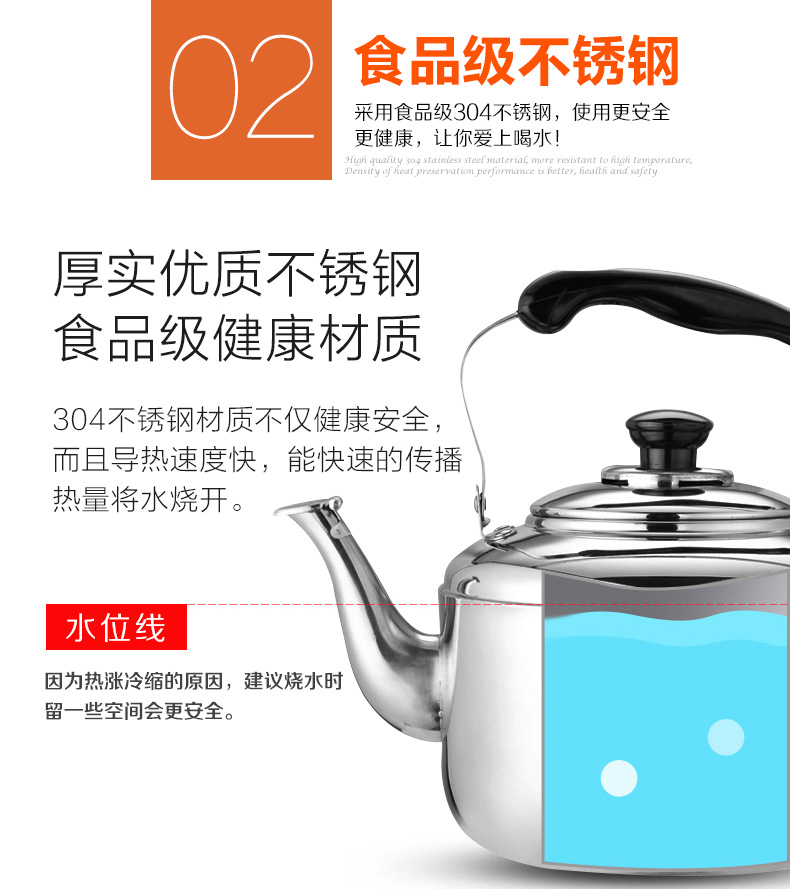 02
食品级不锈钢
采用食品级304不锈钢，使用更安全
更健康，让你爱上喝水！
High quality 304 stainless steel material, more resistant to high temperature,
Density of heat preservation performance is better, health and safety
厚实优质不锈钢
食品级健康材质
304不锈钢材质不仅健康安全，
而且导热速度快，能快速的传播
热量将水烧开。
水位线
因为热涨冷缩的原因，建议烧水时
留一些空间会更安全。